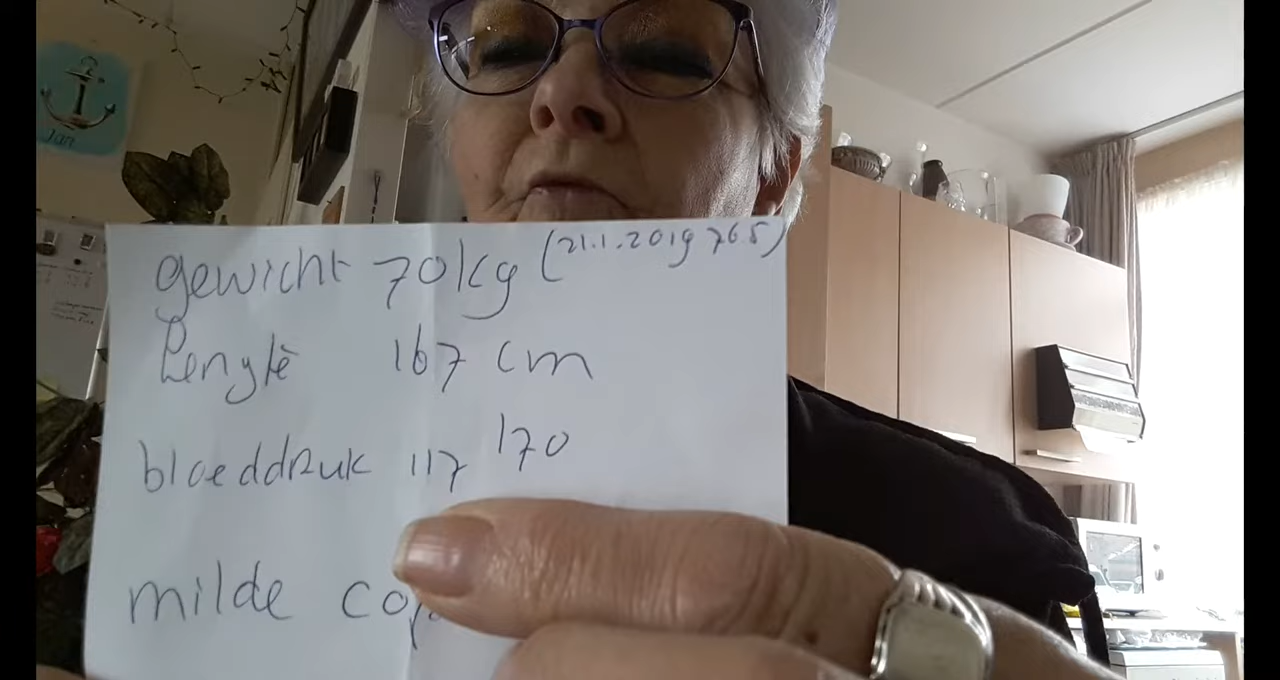 Jan
gewicht 70kg (21.1.2019 76.5)
Lengte 167 cm
bloeddruk 117 170
milde